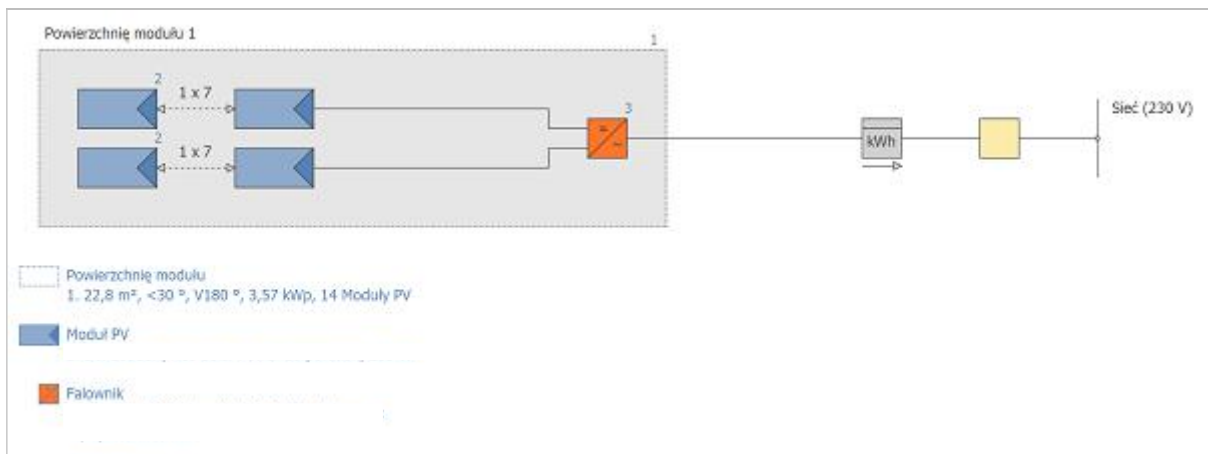 Powierzchnię modułu 1
1
2
1 x 7
3
=
~
2
1 x 7
kWh
Sieć (230 V)
Powierzchnię modułu
1. 22,8 m², <30 °, V180 °, 3,57 kWp, 14 Moduły PV
Moduł PV
Falownik